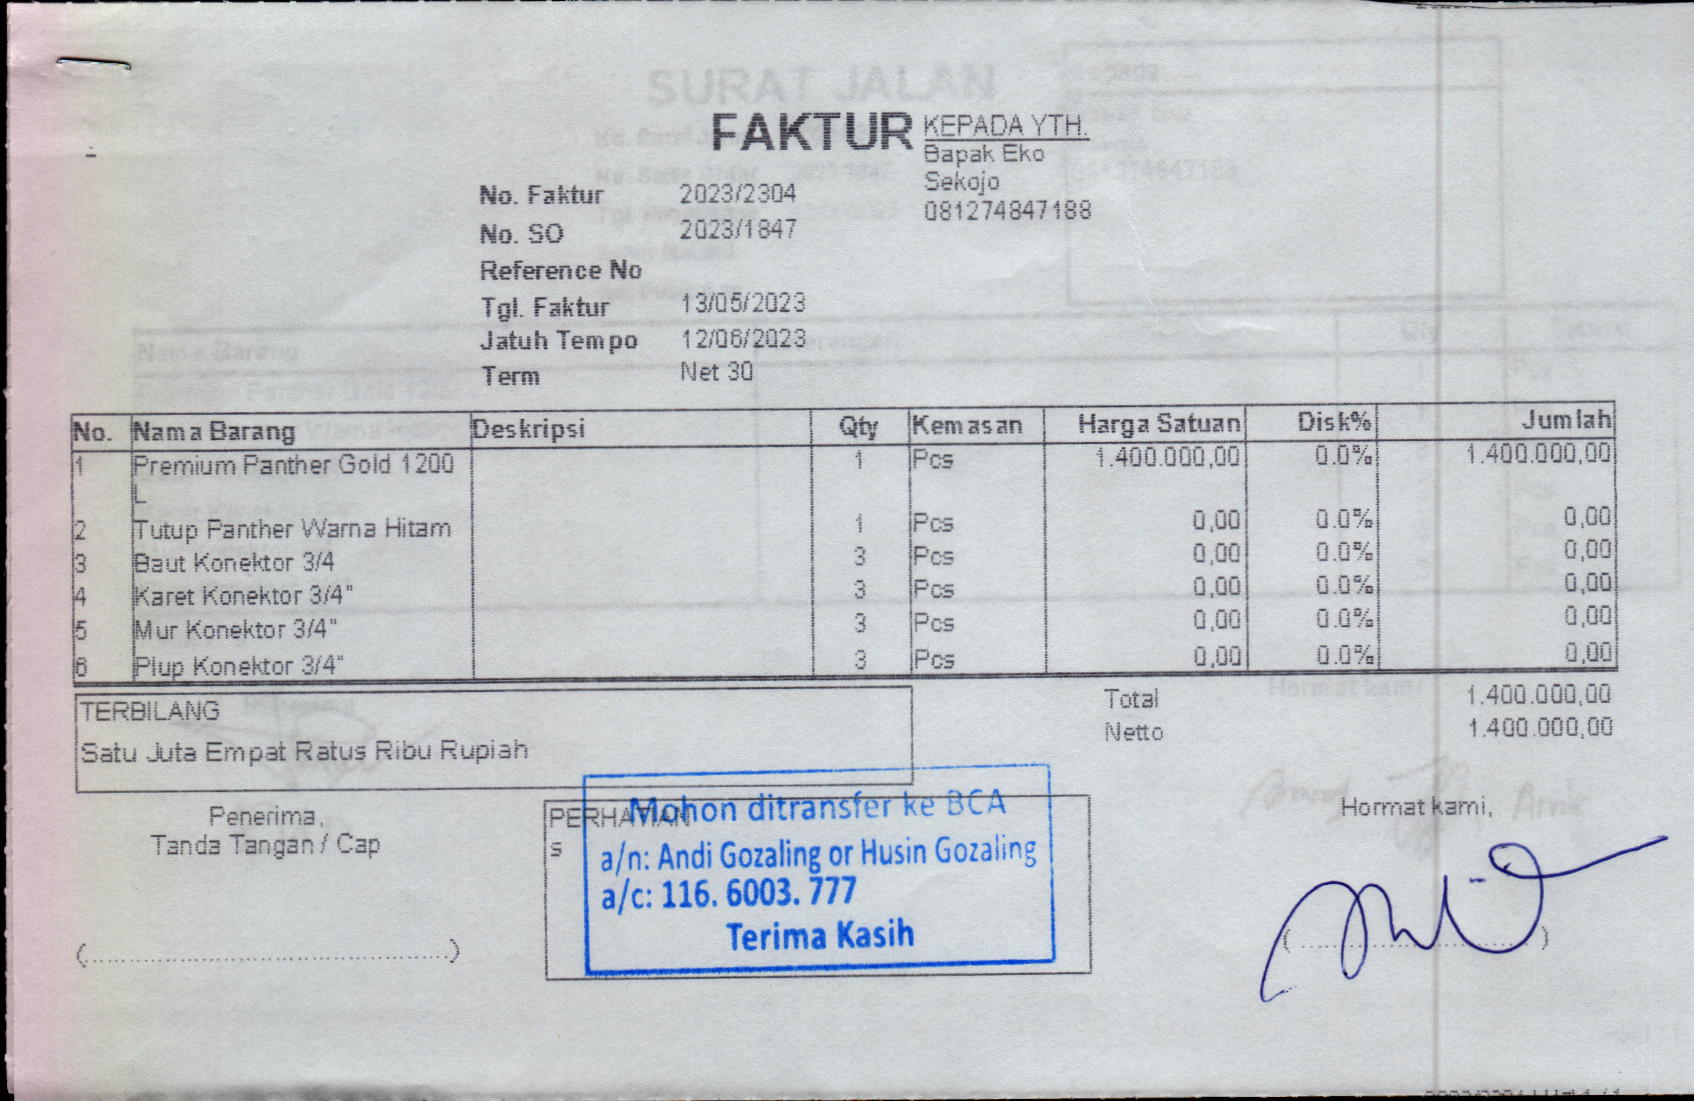 FAKTUR
KEPADA YTH.
Bapak Eko
Sekojo
081274847188
No. Faktur 2023/2304
No. SO 2023/1847
Reference No
Tgl. Faktur 13/05/2023
Jatuh Tempo 12/06/2023
Term Net 30
No. Nama Barang Deskripsi Qty Kemasan Harga Satuan Disk% Jumlah
1 Premium Panther Gold 1200 1 Pcs 1.400.000,00 0.0% 1.400.000,00
L
2 Tutup Panther Warna Hitam 1 Pcs 0,00 0.0% 0,00
3 Baut Konektor 3/4 3 Pcs 0,00 0.0% 0,00
4 Karet Konektor 3/4" 3 Pcs 0,00 0.0% 0,00
5 Mur Konektor 3/4" 3 Pcs 0,00 0.0% 0,00
6 Plup Konektor 3/4" 3 Pcs 0,00 0.0% 0,00
Total 1.400.000,00
Netto 1.400.000,00
TERBILANG
Satu Juta Empat Ratus Ribu Rupiah
Penerima,
Tanda Tangan / Cap
PERHATIAN
s
Mohon ditransfer ke BCA
a/n: Andi Gozaling or Husin Gozaling
a/c: 116. 6003. 777
Terima Kasih
Hormat kami,
(..................................................)
(..................................)
SURAT JALAN